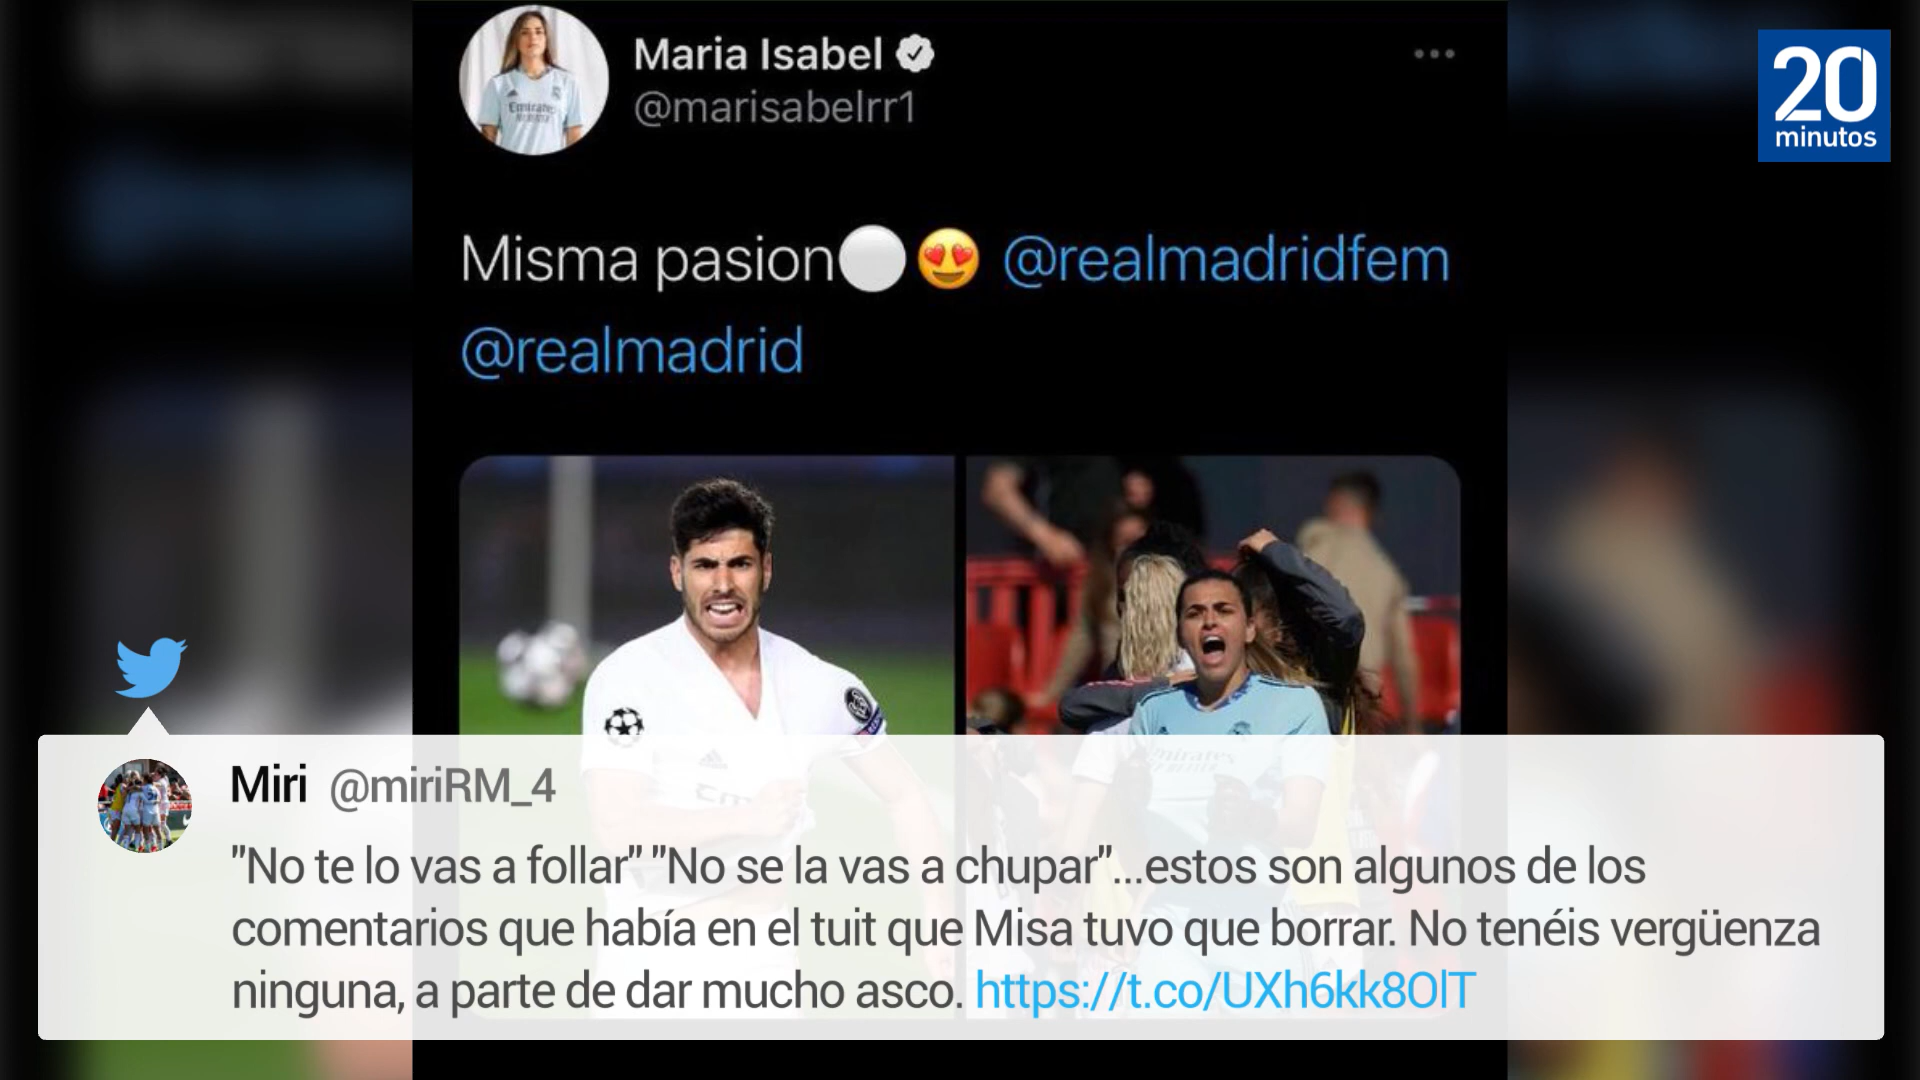 Maria Isabel
@marisabelrr1
20
minutos
Misma pasion⚪😍 @realmadridfem
@realmadrid
Miri @miriRM_4
"No te lo vas a follar" "No se la vas a chupar"...estos son algunos de los
comentarios que había en el tuit que Misa tuvo que borrar. No tenéis vergüenza
ninguna, a parte de dar mucho asco. https://t.co/UXh6kk8OlT